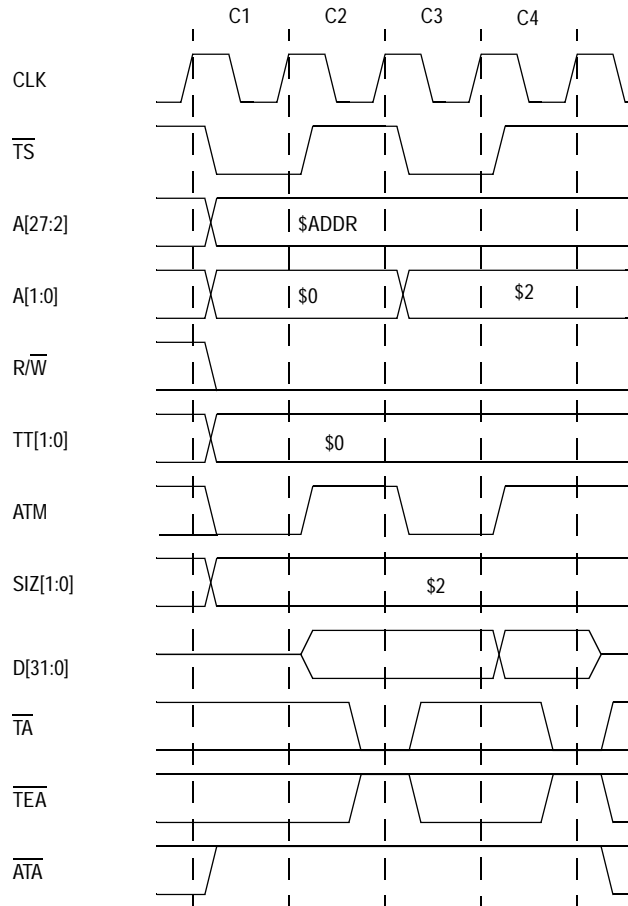 C1 C2 C3 C4
CLK
TS
A[27:2] $ADDR
A[1:0] $0 $2
R/W
TT[1:0] $0
ATM
SIZ[1:0] $2
D[31:0]
TA
TEA
ATA